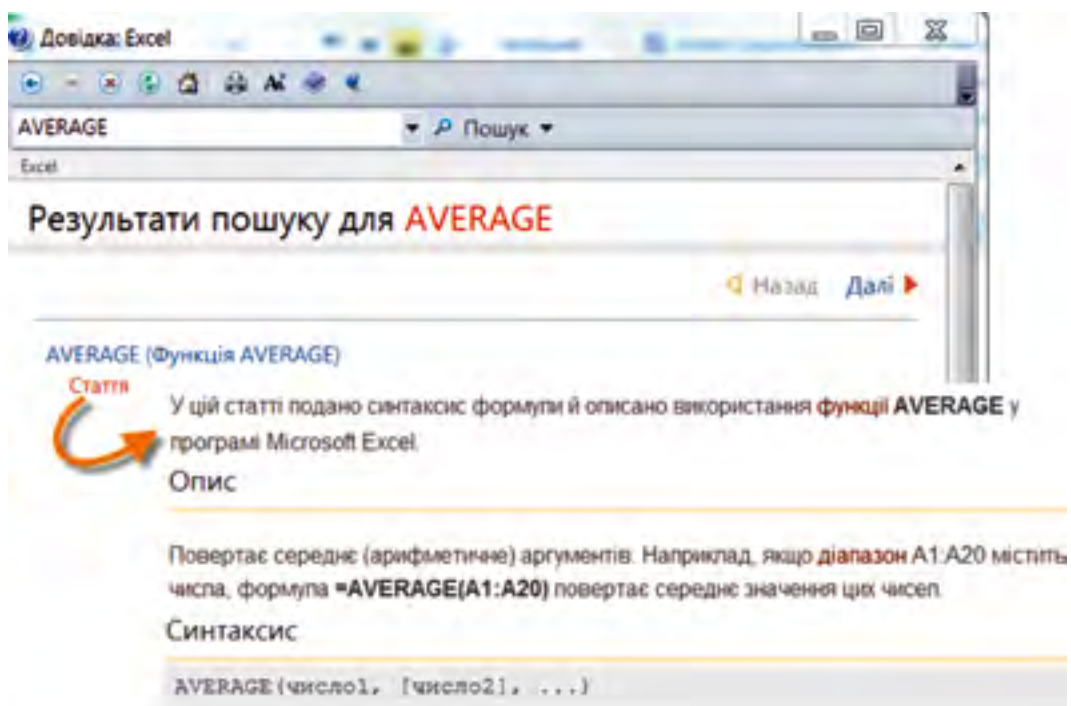 Довідка: Excel
AVERAGE
Пошук
Excel
Результати пошуку для AVERAGE
Назад Далі
AVERAGE (Функція AVERAGE)
Стаття
У цій статті подано синтаксис формули й описано використання функції AVERAGE у
програмі Microsoft Excel.
Опис
Повертає середнє (арифметичне) аргументів. Наприклад, якщо діапазон A1:A20 містить
числа, формула =AVERAGE(A1:A20) повертає середнє значення цих чисел.
Синтаксис
AVERAGE(число1, [число2], ...)